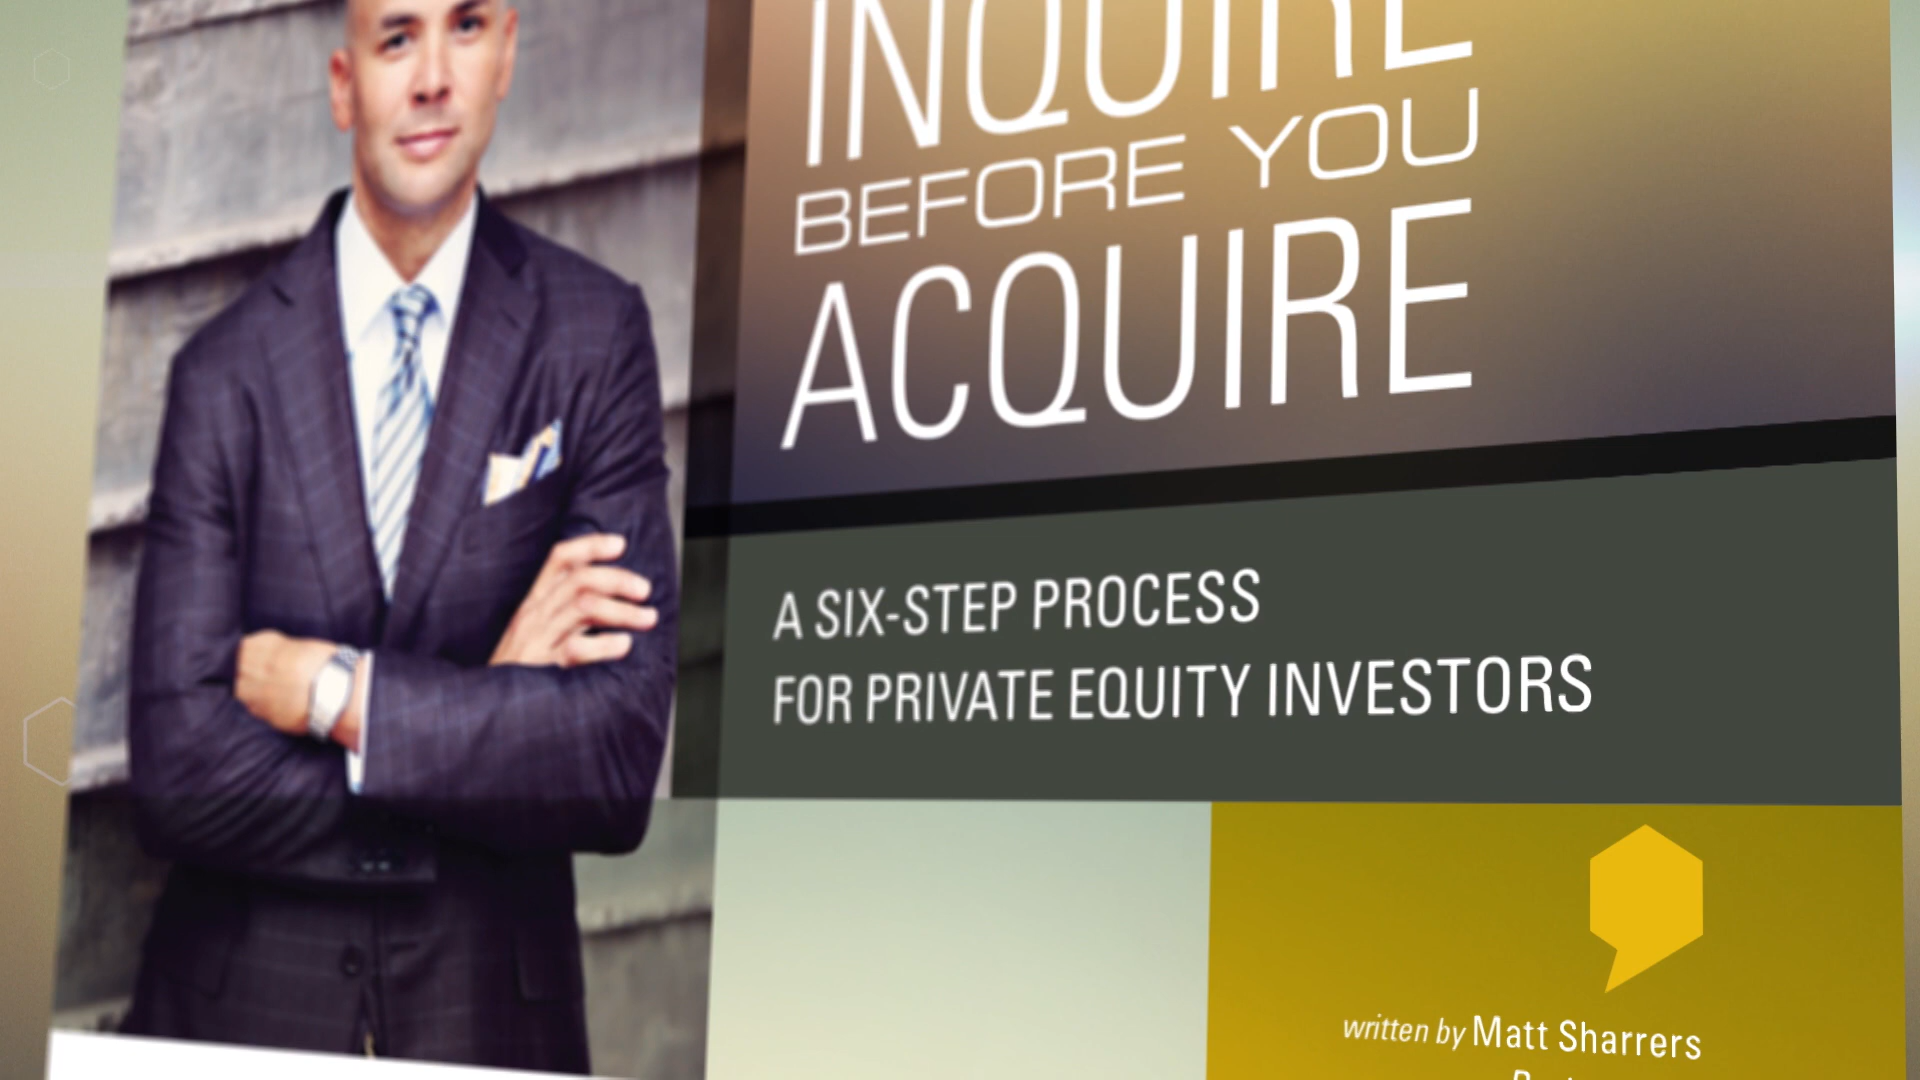 INQUIRE
BEFORE YOU
ACQUIRE
A SIX-STEP PROCESS
FOR PRIVATE EQUITY INVESTORS
written by Matt Sharrers